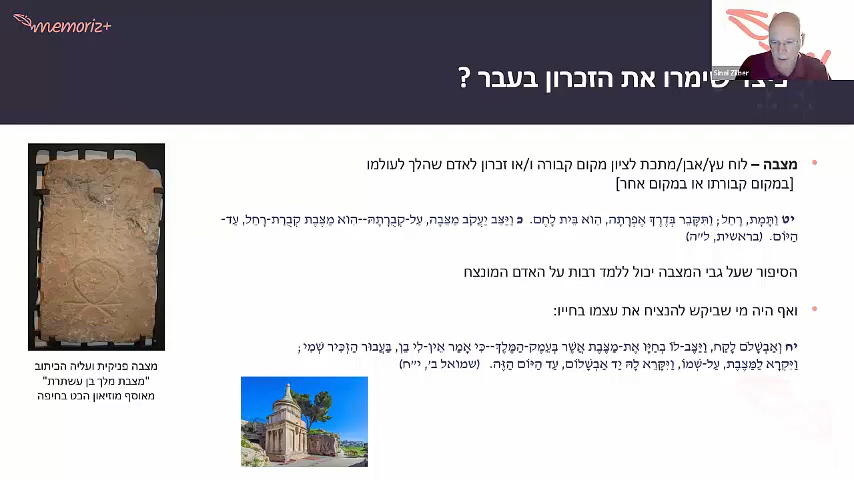 memoriz+
Sinai Zilber
שימרו את הזכרון בעבר ?
מצבה – לוח עץ/אבן/מתכת לציון מקום קבורה ו/או זכרון לאדם שהלך לעולמו
[במקום קבורתו או במקום אחר]
יט וַתָּמָת, רָחֵל; וַתִּקָּבֵר בְּדֶרֶךְ אֶפְרָתָה, הִוא בֵּית לָחֶם. כ וַיַּצֵּב יַעֲקֹב מַצֵּבָה, עַל-קְבֻרָתָהּ--הִוא מַצֶּבֶת קְבֻרַת-רָחֵל, עַד-
הַיּוֹם. (בראשית, ל"ה)
הסיפור שעל גבי המצבה יכול ללמד רבות על האדם המונצח
ואף היה מי שביקש להנציח את עצמו בחייו:
יח וְאַבְשָׁלֹם לָקַח, וַיַּצֶּב-לוֹ בְחַיָּו אֶת-מַצֶּבֶת אֲשֶׁר בְּעֵמֶק-הַמֶּלֶךְ--כִּי אָמַר אֵין-לִי בֵן, בַּעֲבוּר הַזְכִּיר שְׁמִי;
וַיִּקְרָא לַמַּצֶּבֶת, עַל-שְׁמוֹ, וַיִּקָּרֵא לָהּ יַד אַבְשָׁלוֹם, עַד הַיּוֹם הַזֶּה. (שמואל ב', י"ח)
מצבה פניקית ועליה הכיתוב
"מצבת מלך בן עשתרת"
מאוסף מוזיאון הכט בחיפה